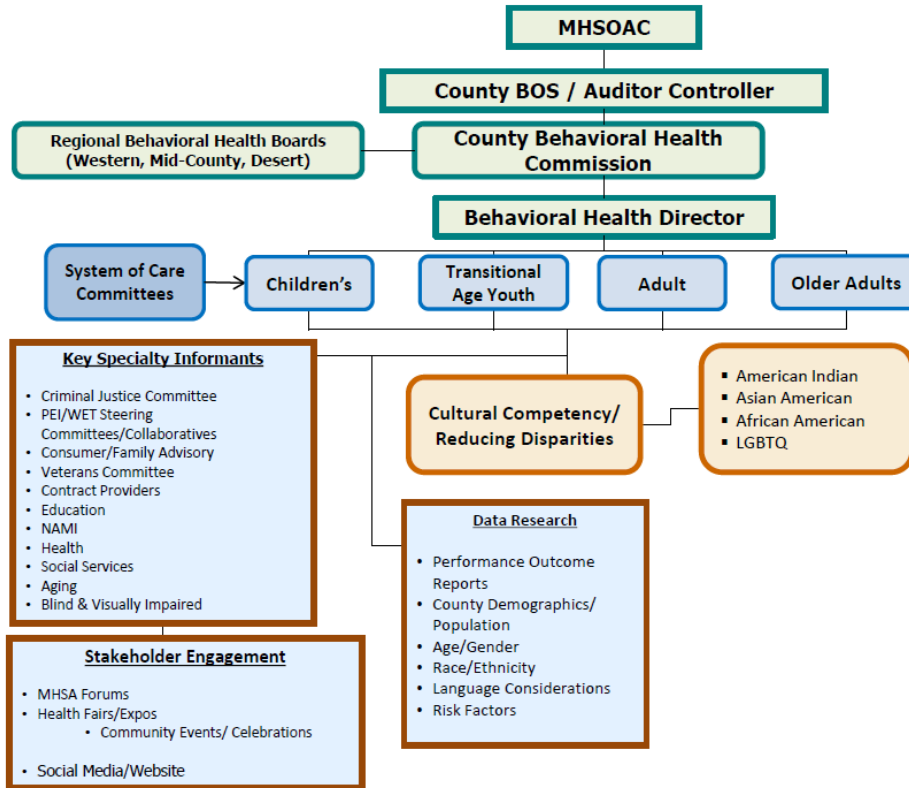 MHSOAC
County BOS / Auditor Controller
Regional Behavioral Health Boards
(Western, Mid-County, Desert)
County Behavioral Health
Commission
Behavioral Health Director
System of Care
Committees
Children's
Transitional
Age Youth
Adult
Older Adults
Key Specialty Informants
• Criminal Justice Committee
• PEI/WET Steering
Committees/Collaboratives
• Consumer/Family Advisory
• Veterans Committee
• Contract Providers
• Education
• NAMI
• Health
• Social Services
• Aging
• Blind & Visually Impaired
Cultural Competency/
Reducing Disparities
▪ American Indian
▪ Asian American
▪ African American
▪ LGBTQ
Data Research
• Performance Outcome
Reports
• County Demographics/
Population
• Age/Gender
• Race/Ethnicity
• Language Considerations
• Risk Factors
Stakeholder Engagement
• MHSA Forums
• Health Fairs/Expos
• Community Events/ Celebrations
• Social Media/Website